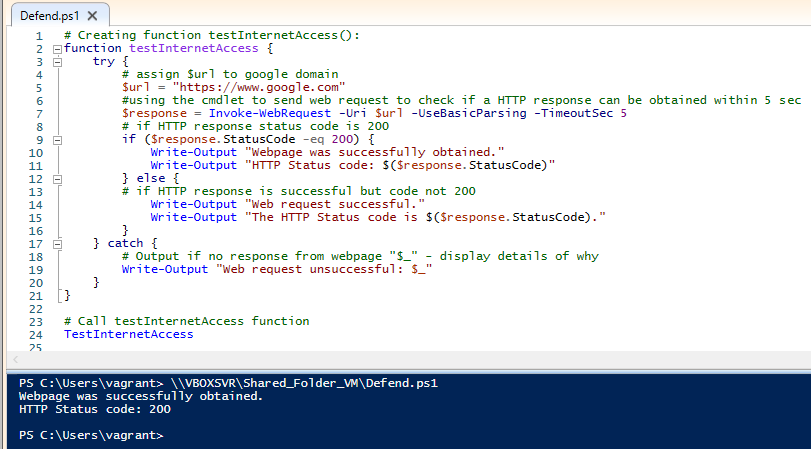 Defend.ps1 ✕
1 # Creating function testInternetAccess():
2 function testInternetAccess {
3     try {
4         # assign $url to google domain
5         $url = "https://www.google.com"
6         #using the cmdlet to send web request to check if a HTTP response can be obtained within 5 sec
7         $response = Invoke-WebRequest -Uri $url -UseBasicParsing -TimeoutSec 5
8         # if HTTP response status code is 200
9         if ($response.StatusCode -eq 200) {
10             Write-Output "Webpage was successfully obtained."
11             Write-Output "HTTP Status code: $($response.StatusCode)"
12         } else {
13         # if HTTP response is successful but code not 200
14             Write-Output "Web request successful."
15             Write-Output "The HTTP Status code is $($response.StatusCode)."
16         }
17     } catch {
18         # Output if no response from webpage "$_" - display details of why
19         Write-Output "Web request unsuccessful: $_"
20     }
21 }
22
23 # Call testInternetAccess function
24 TestInternetAccess
25
PS C:\Users\vagrant> \\VBOXSVR\Shared_Folder_VM\Defend.ps1
Webpage was successfully obtained.
HTTP Status code: 200
PS C:\Users\vagrant>